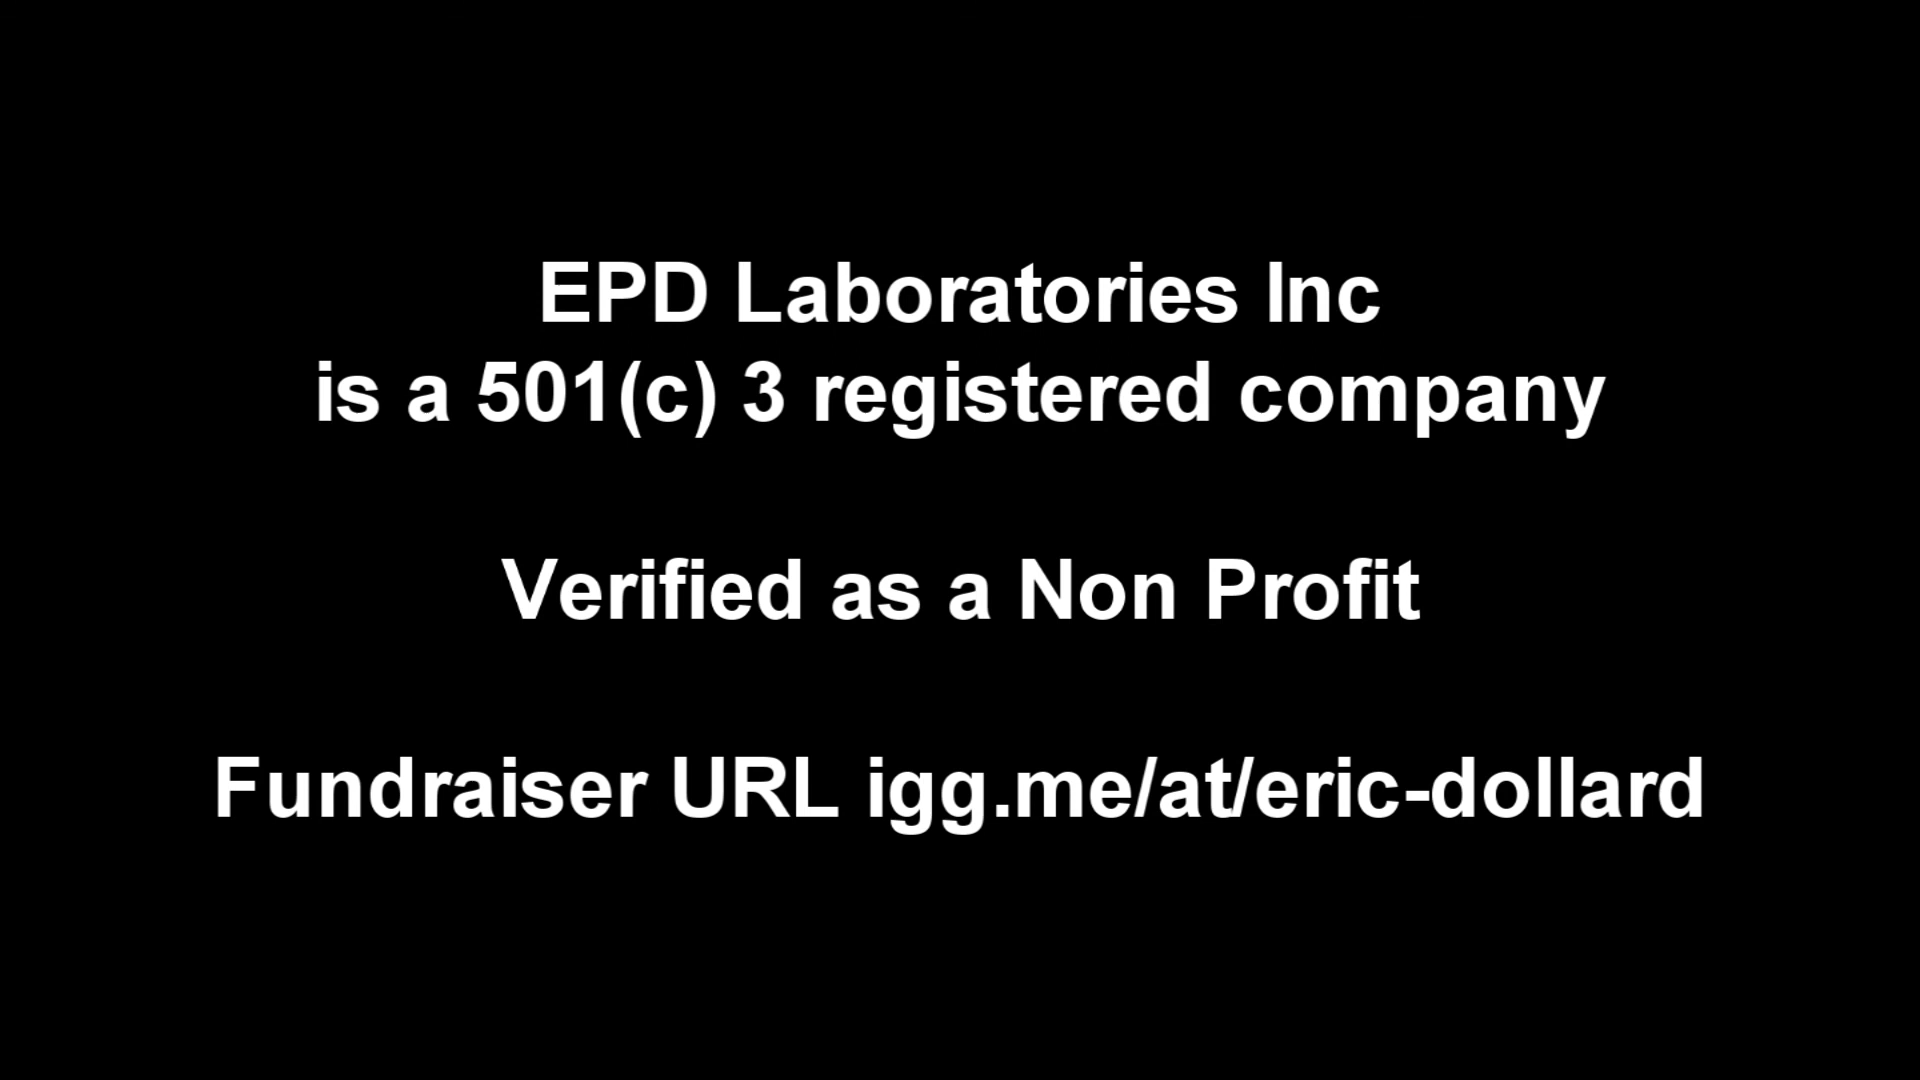 EPD Laboratories Inc
is a 501(c) 3 registered company
Verified as a Non Profit
Fundraiser URL igg.me/at/eric-dollard